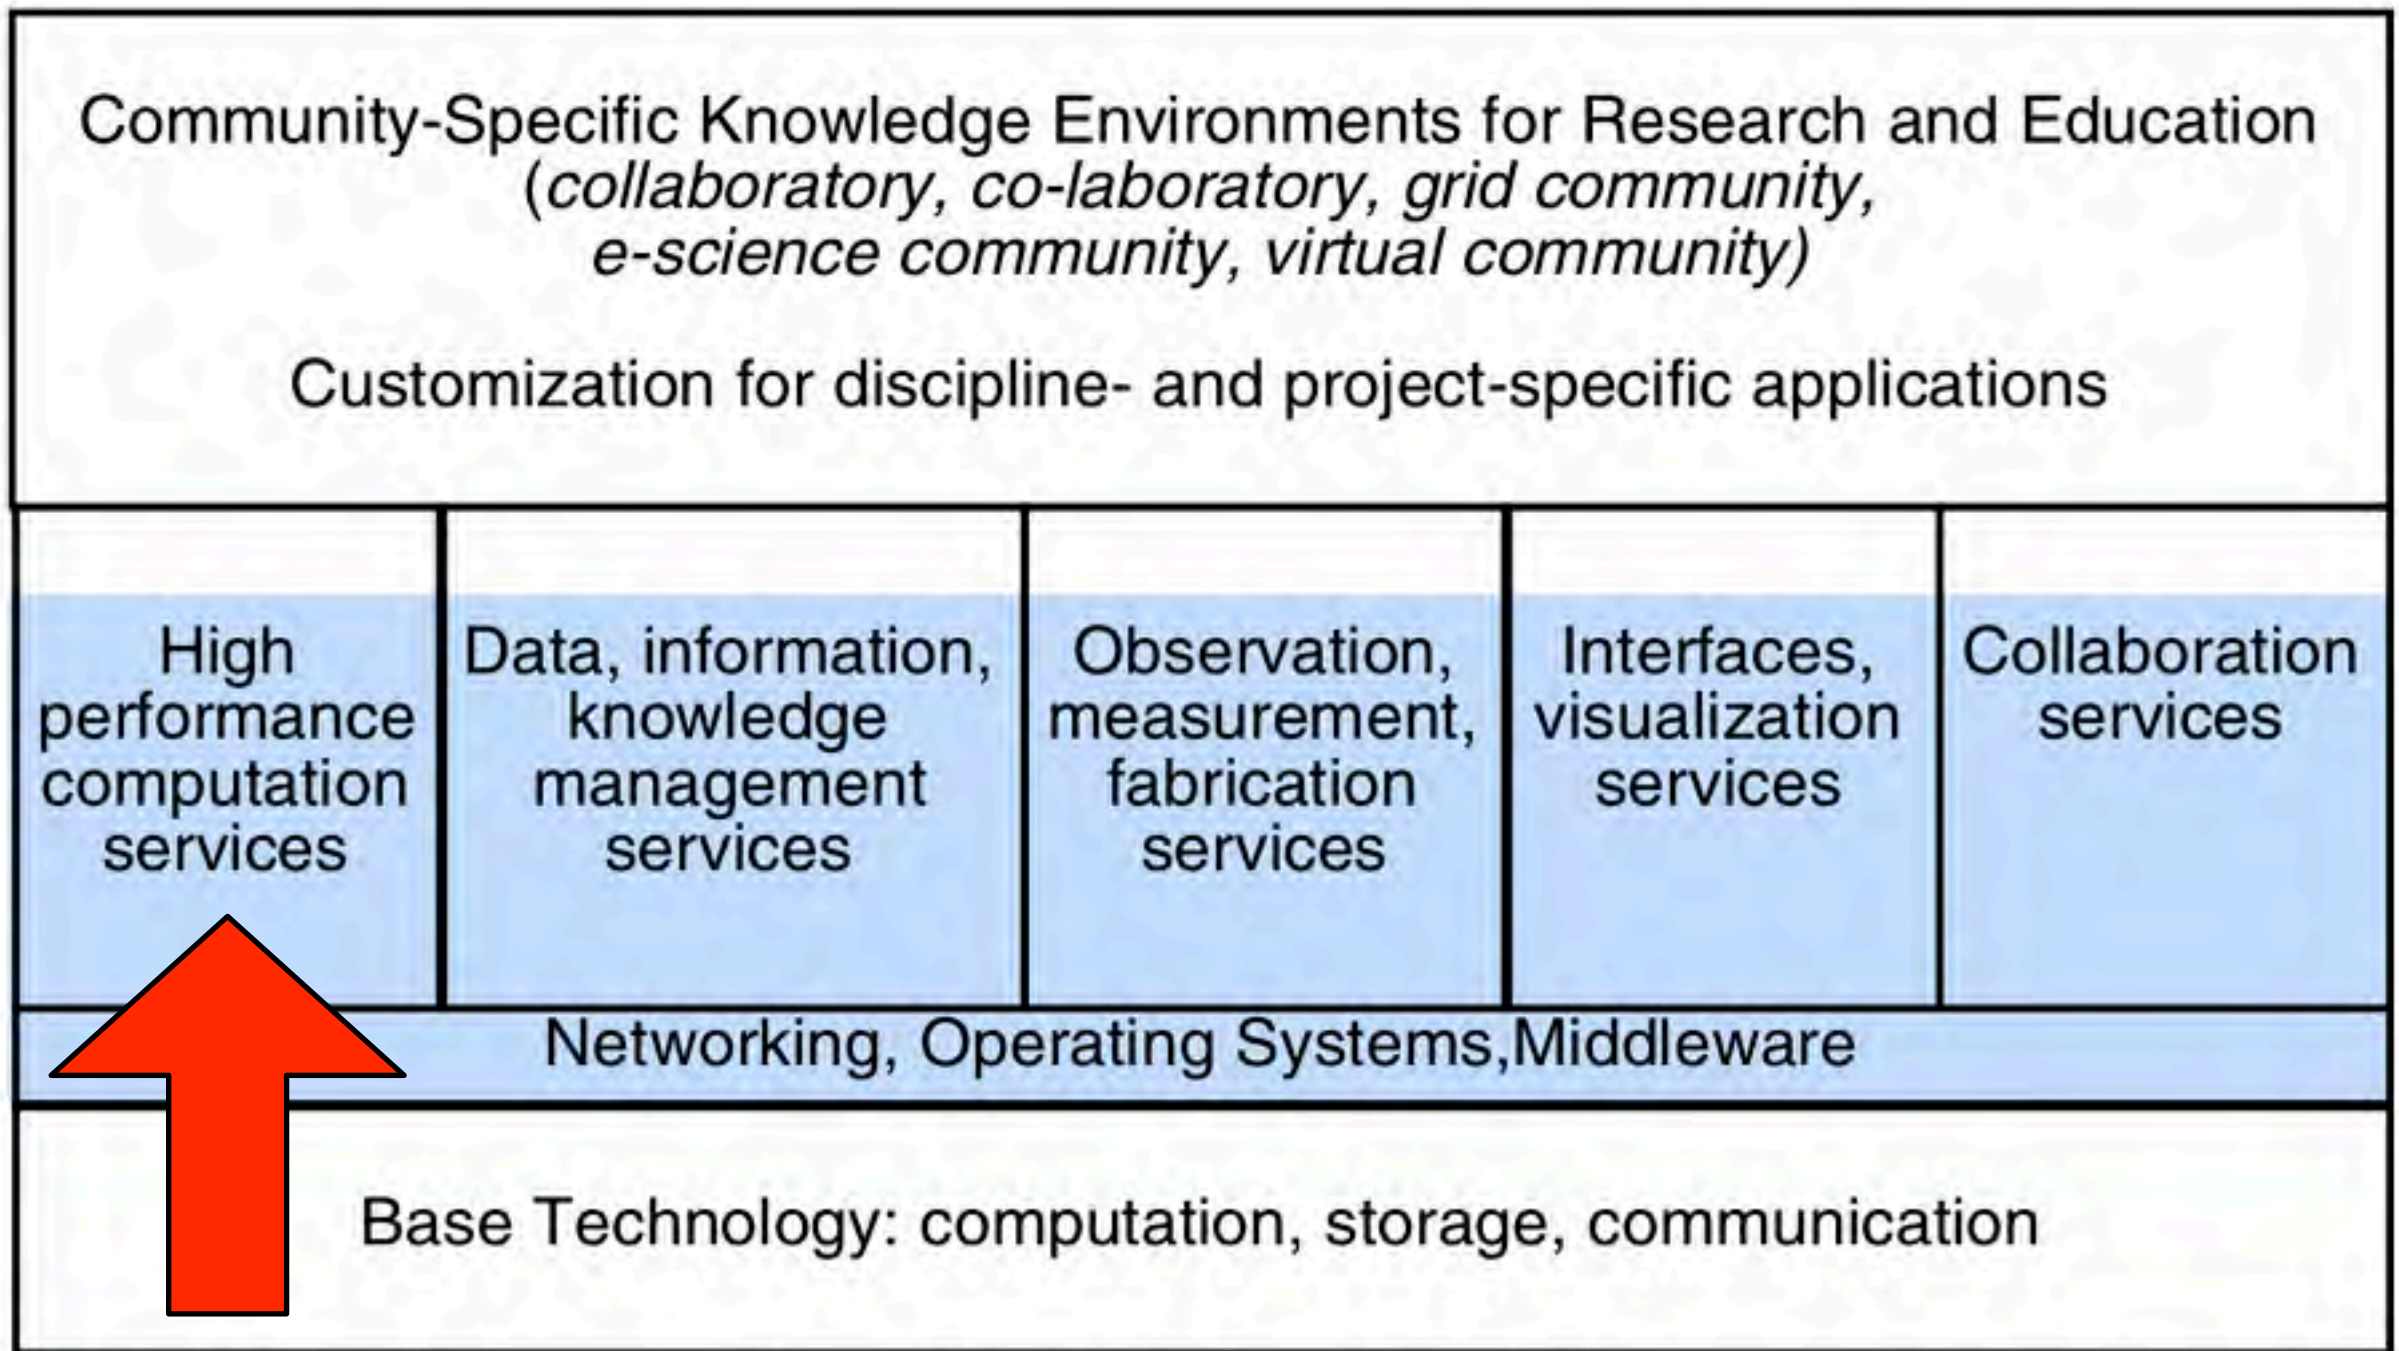 Community-Specific Knowledge Environments for Research and Education
(collaboratory, co-laboratory, grid community,
e-science community, virtual community)
Customization for discipline- and project-specific applications
High
performance
computation
services
Data, information,
knowledge
management
services
Observation,
measurement,
fabrication
services
Interfaces,
visualization
services
Collaboration
services
Networking, Operating Systems,Middleware
Base Technology: computation, storage, communication